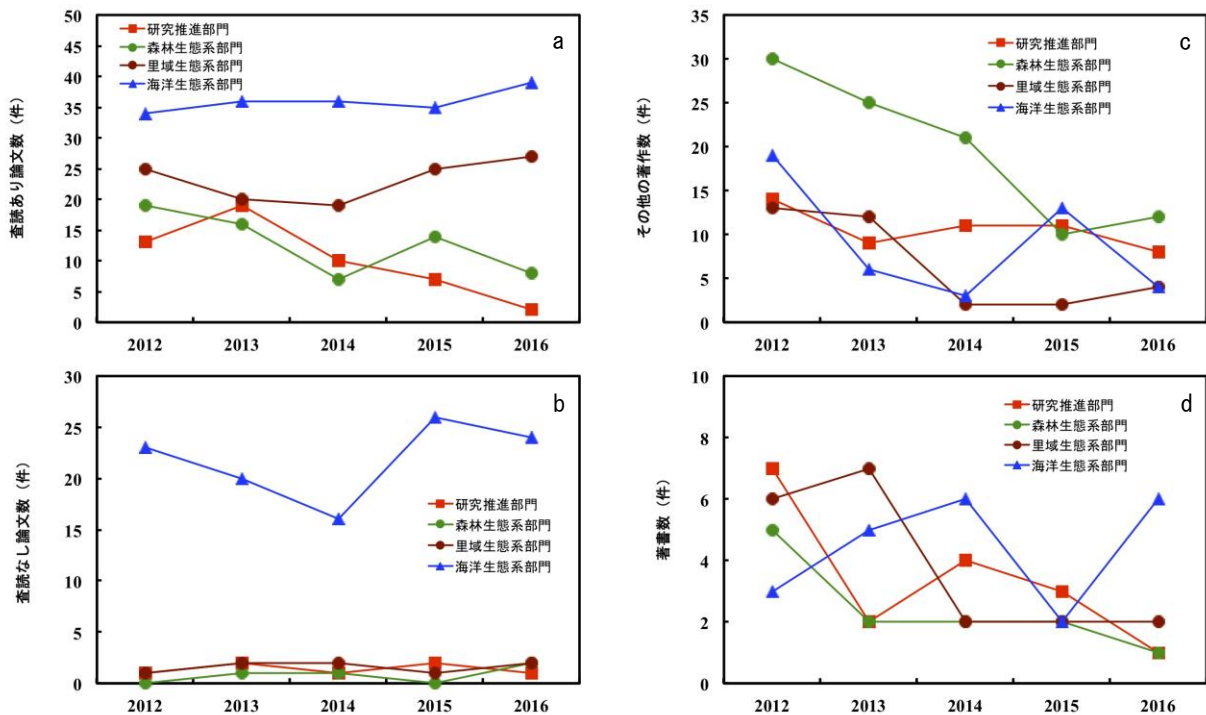 a
査読あり論文数（件）
50
45
40
35
30
25
20
15
10
5
0
研究推進部門
森林生態系部門
里域生態系部門
海洋生態系部門
2012 2013 2014 2015 2016
c
その他の著作数（件）
35
30
25
20
15
10
5
0
研究推進部門
森林生態系部門
里域生態系部門
海洋生態系部門
2012 2013 2014 2015 2016
b
査読なし論文数（件）
30
25
20
15
10
5
0
研究推進部門
森林生態系部門
里域生態系部門
海洋生態系部門
2012 2013 2014 2015 2016
d
著書数（件）
10
8
6
4
2
0
研究推進部門
森林生態系部門
里域生態系部門
海洋生態系部門
2012 2013 2014 2015 2016